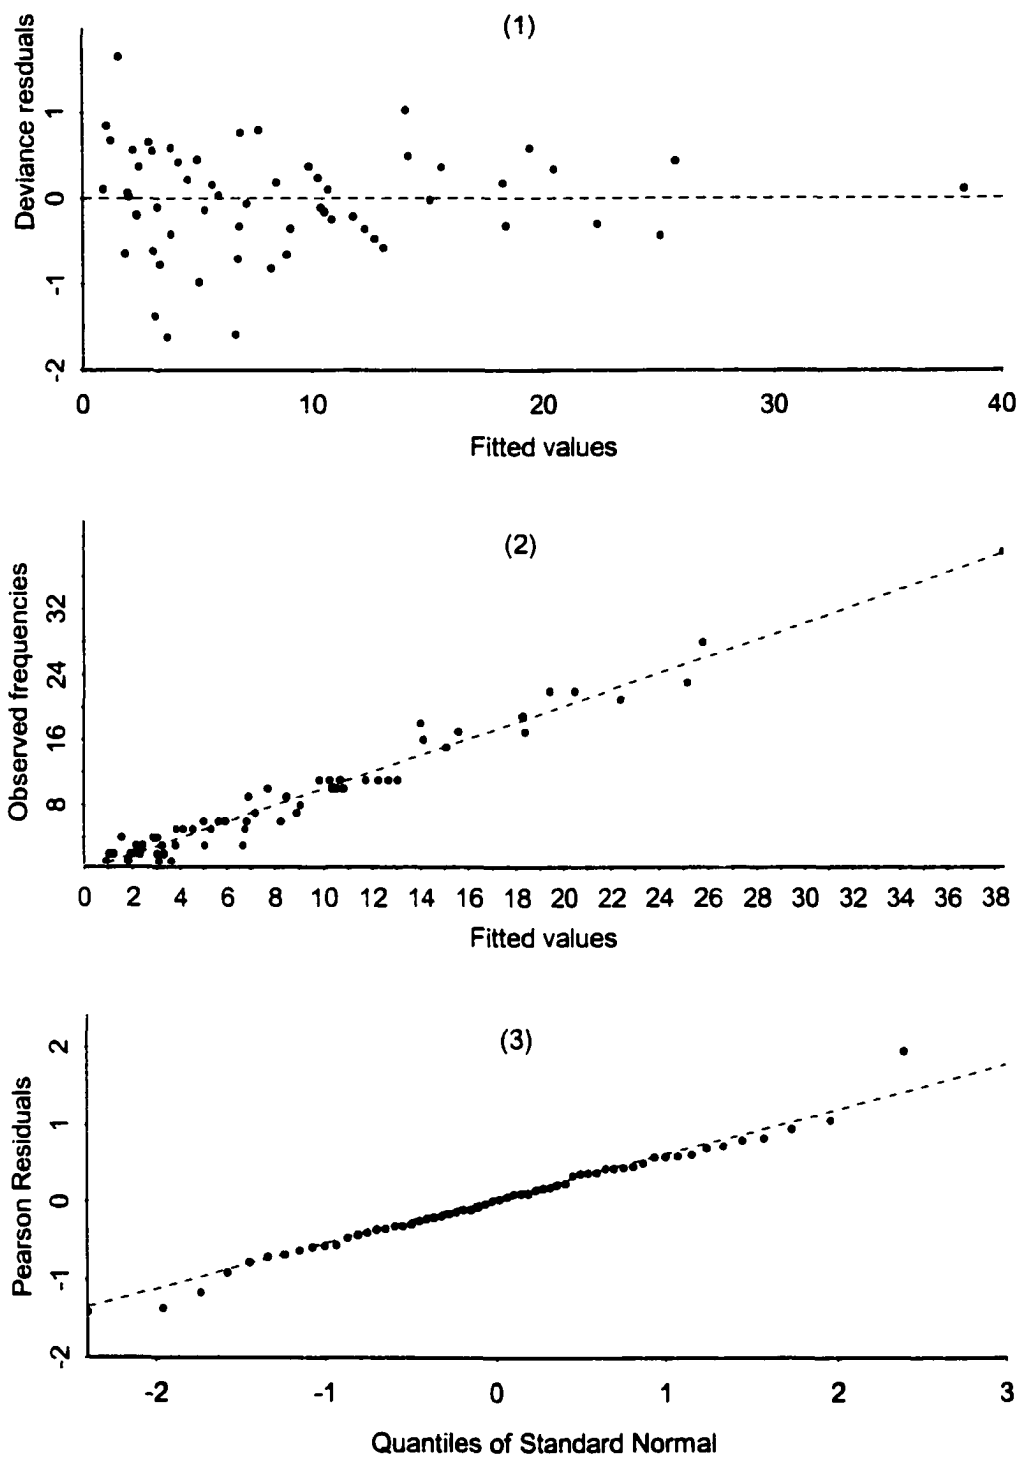 (1)
Deviance resduals
1
0
-1
-2
0 10 20 30 40
Fitted values
(2)
Observed frequencies
32
24
16
8
0 2 4 6 8 10 12 14 16 18 20 22 24 26 28 30 32 34 36 38
Fitted values
(3)
Pearson Residuals
2
1
0
-1
-2
-2 -1 0 1 2 3
Quantiles of Standard Normal